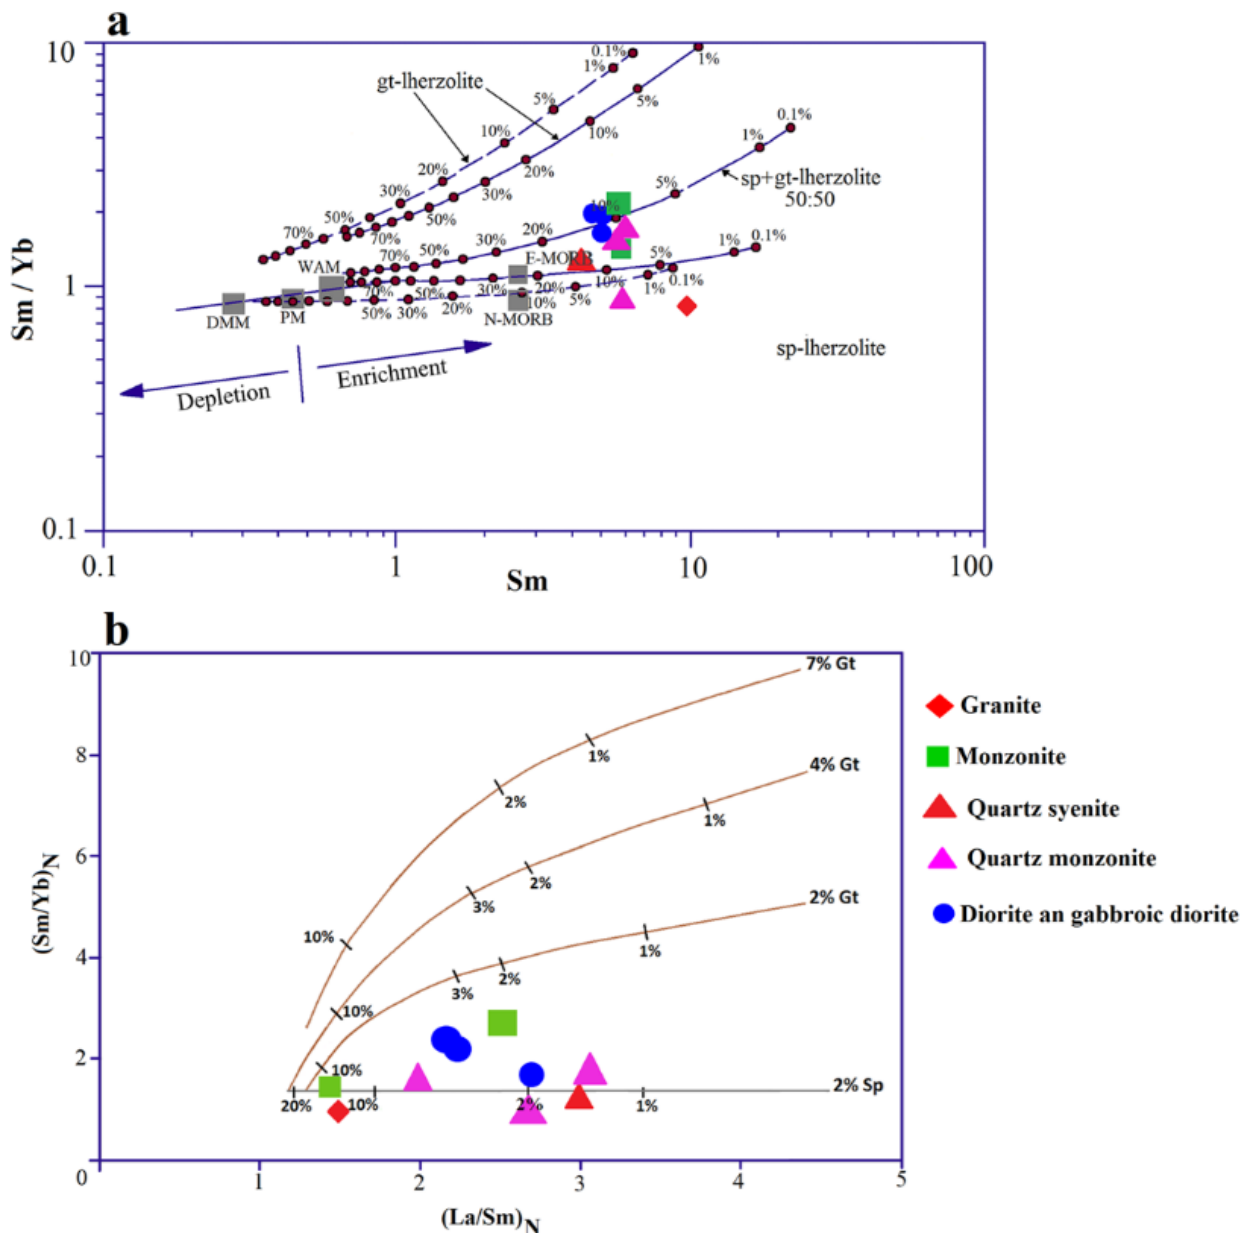 a
10
0.1%
1%
1%
gt-lherzolite
5%
5%
10%
10%
0.1%
1%
20%
20%
sp+gt-lherzolite
50:50
30%
30%
5%
50%
50%
10%
70%
70%
20%
30%
E-MORB
0.1%
1%
WAM
70%
50%
5%
1
30%
20%
10%
0.1%
1%
70%
50%
5%
10%
DMM
PM
50%
30%
20%
N-MORB
sp-lherzolite
Enrichment
Depletion
Sm / Yb
0.1
0.1
1
10
100
Sm
b
10
7% Gt
Granite
8
1%
4% Gt
Monzonite
2%
1%
Quartz syenite
6
2%
Quartz monzonite
3%
2% Gt
10%
1%
Diorite an gabbroic diorite
(Sm/Yb)N
4
2%
3%
10%
2
10%
2% Sp
20%
10%
2%
1%
0
1
2
3
4
5
(La/Sm)N